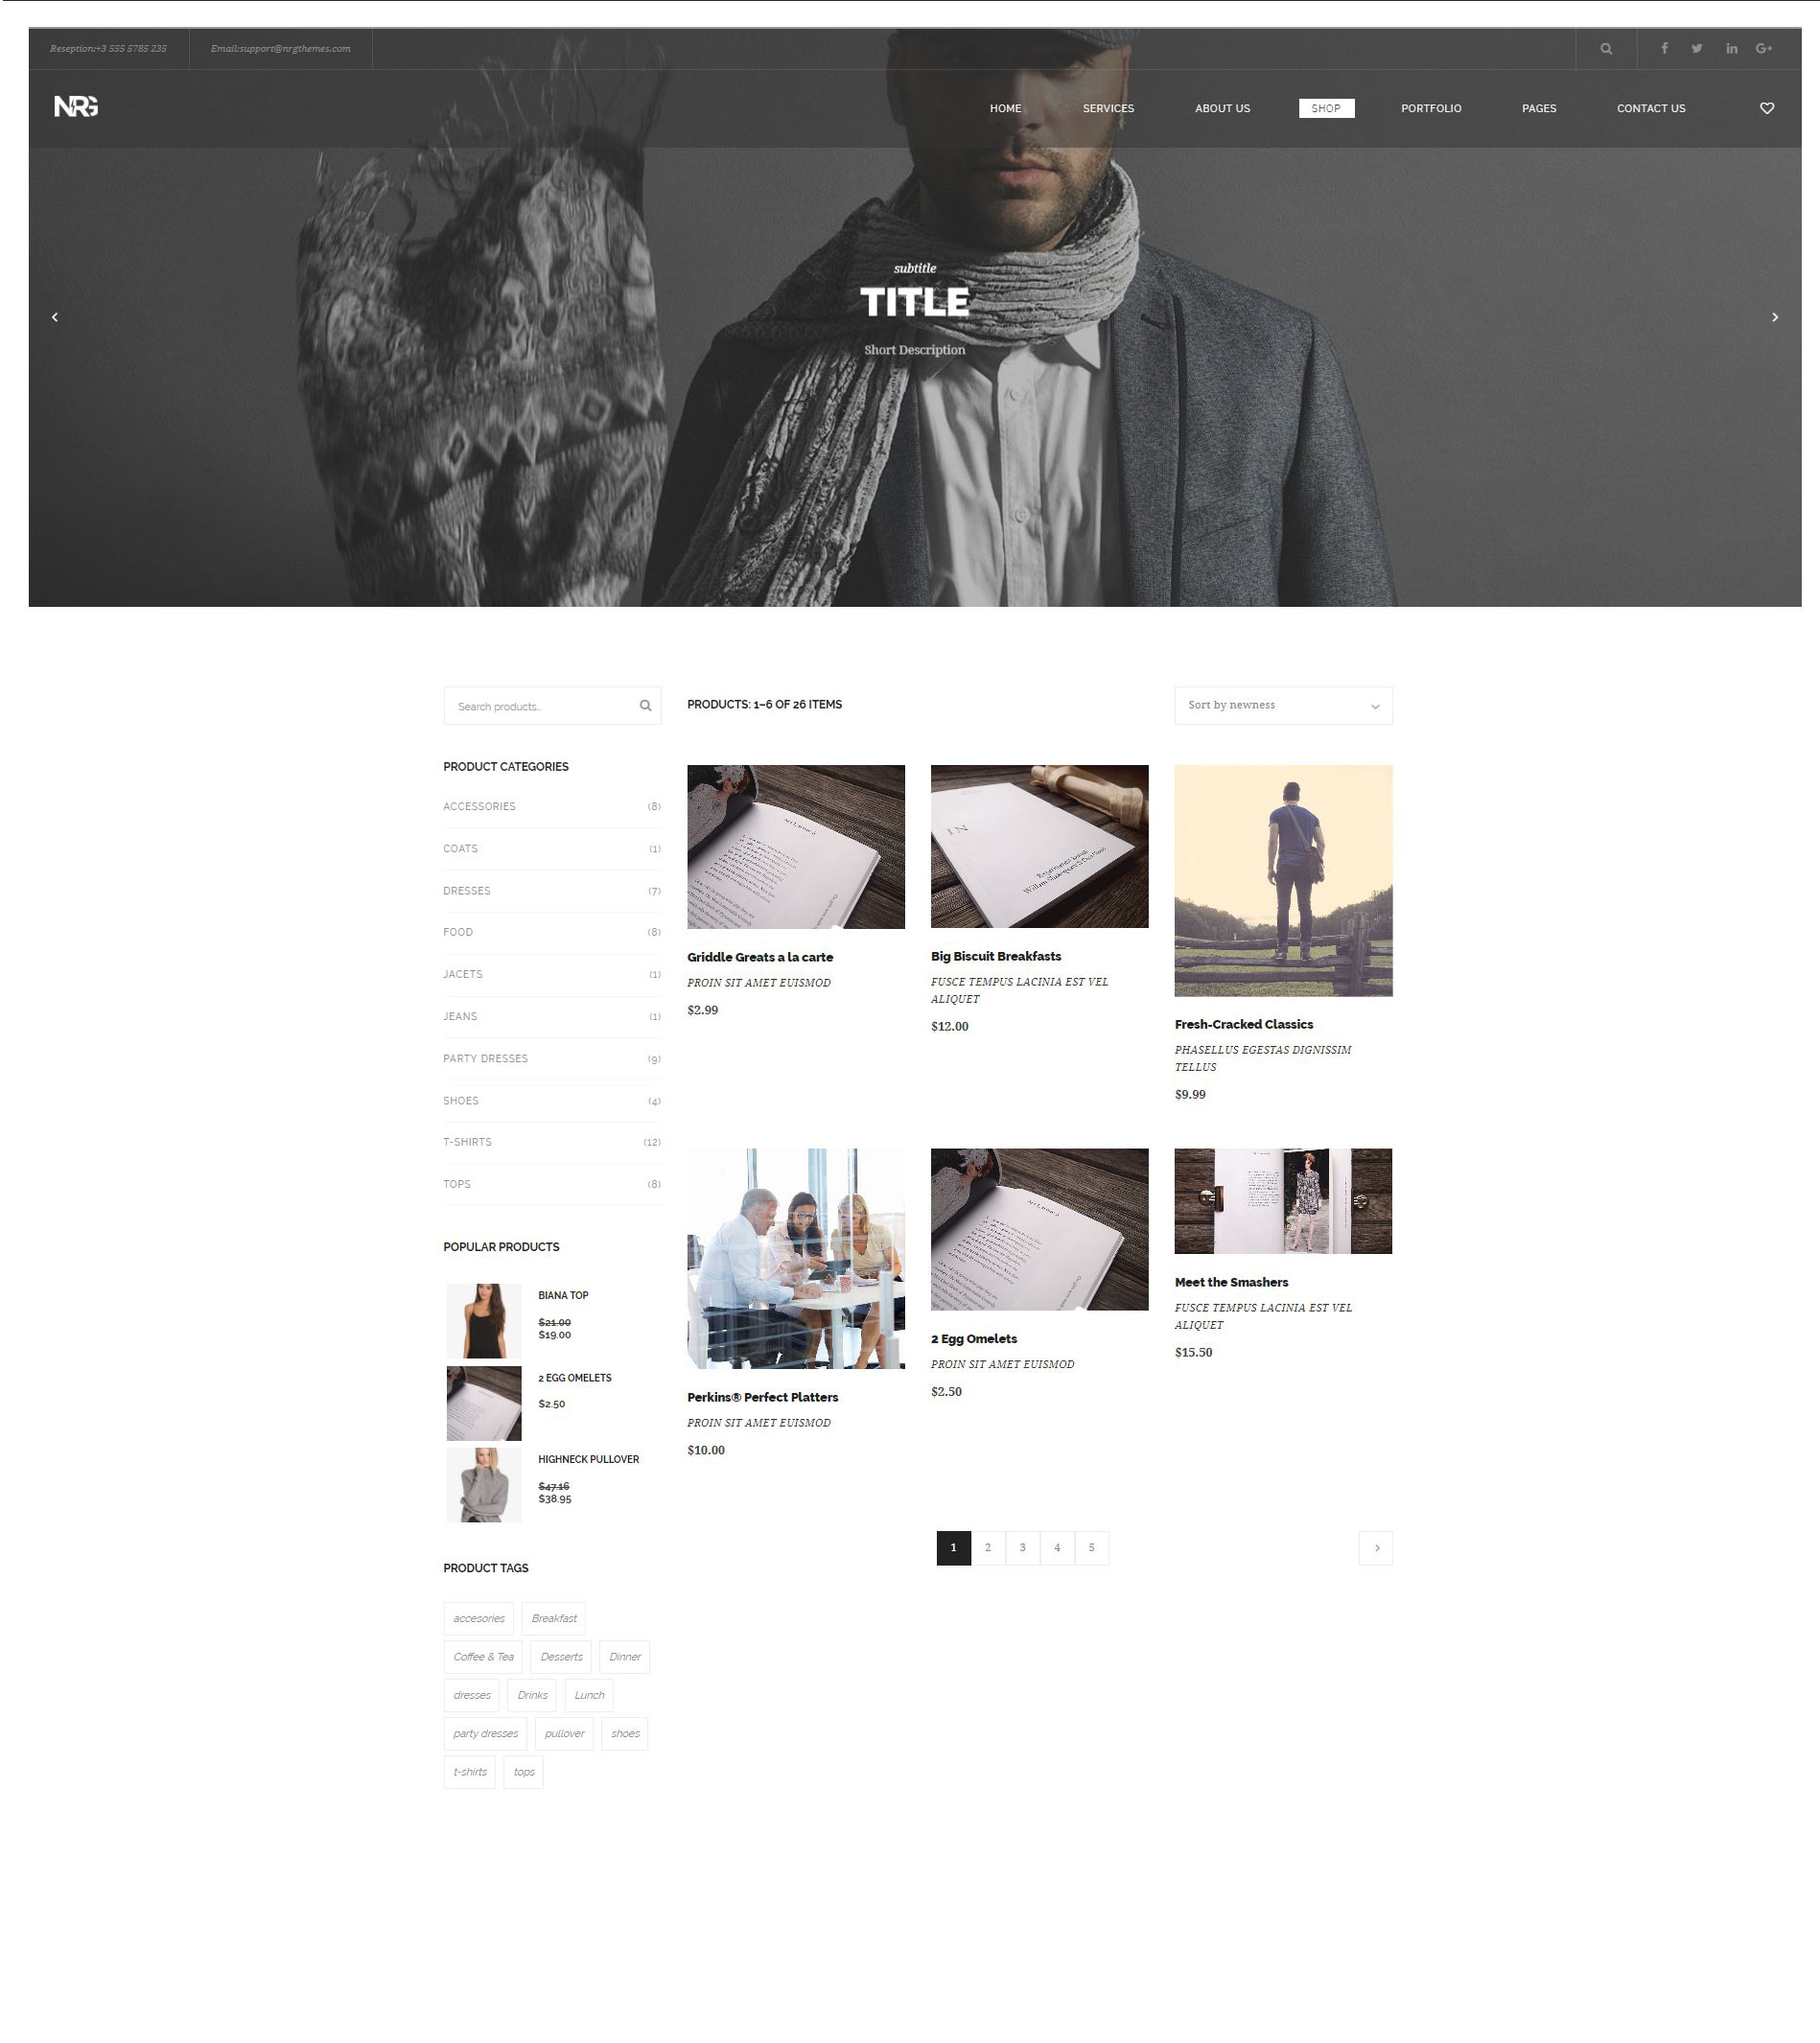 Reseption:+3 555 5785 235
Email:support@nrgthemes.com
NRG
HOME
SERVICES
ABOUT US
SHOP
PORTFOLIO
PAGES
CONTACT US
subtitle
TITLE
Short Description
Search products...
PRODUCTS: 1–6 OF 26 ITEMS
Sort by newness
PRODUCT CATEGORIES
ACCESSORIES (8)
COATS (1)
DRESSES (7)
FOOD (8)
JACETS (1)
JEANS (1)
PARTY DRESSES (9)
SHOES (4)
T-SHIRTS (12)
TOPS (8)
POPULAR PRODUCTS
BIANA TOP
$21.00
$19.00
2 EGG OMELETS
$2.50
HIGHNECK PULLOVER
$47.16
$38.95
PRODUCT TAGS
accesories
Breakfast
Coffee & Tea
Desserts
Dinner
dresses
Drinks
Lunch
party dresses
pullover
shoes
t-shirts
tops
Griddle Greats a la carte
PROIN SIT AMET EUISMOD
$2.99
IN
Big Biscuit Breakfasts
FUSCE TEMPUS LACINIA EST VEL
ALIQUET
$12.00
Fresh-Cracked Classics
PHASELLUS EGESTAS DIGNISSIM
TELLUS
$9.99
Perkins® Perfect Platters
PROIN SIT AMET EUISMOD
$10.00
2 Egg Omelets
PROIN SIT AMET EUISMOD
$2.50
Meet the Smashers
FUSCE TEMPUS LACINIA EST VEL
ALIQUET
$15.50
1
2
3
4
5